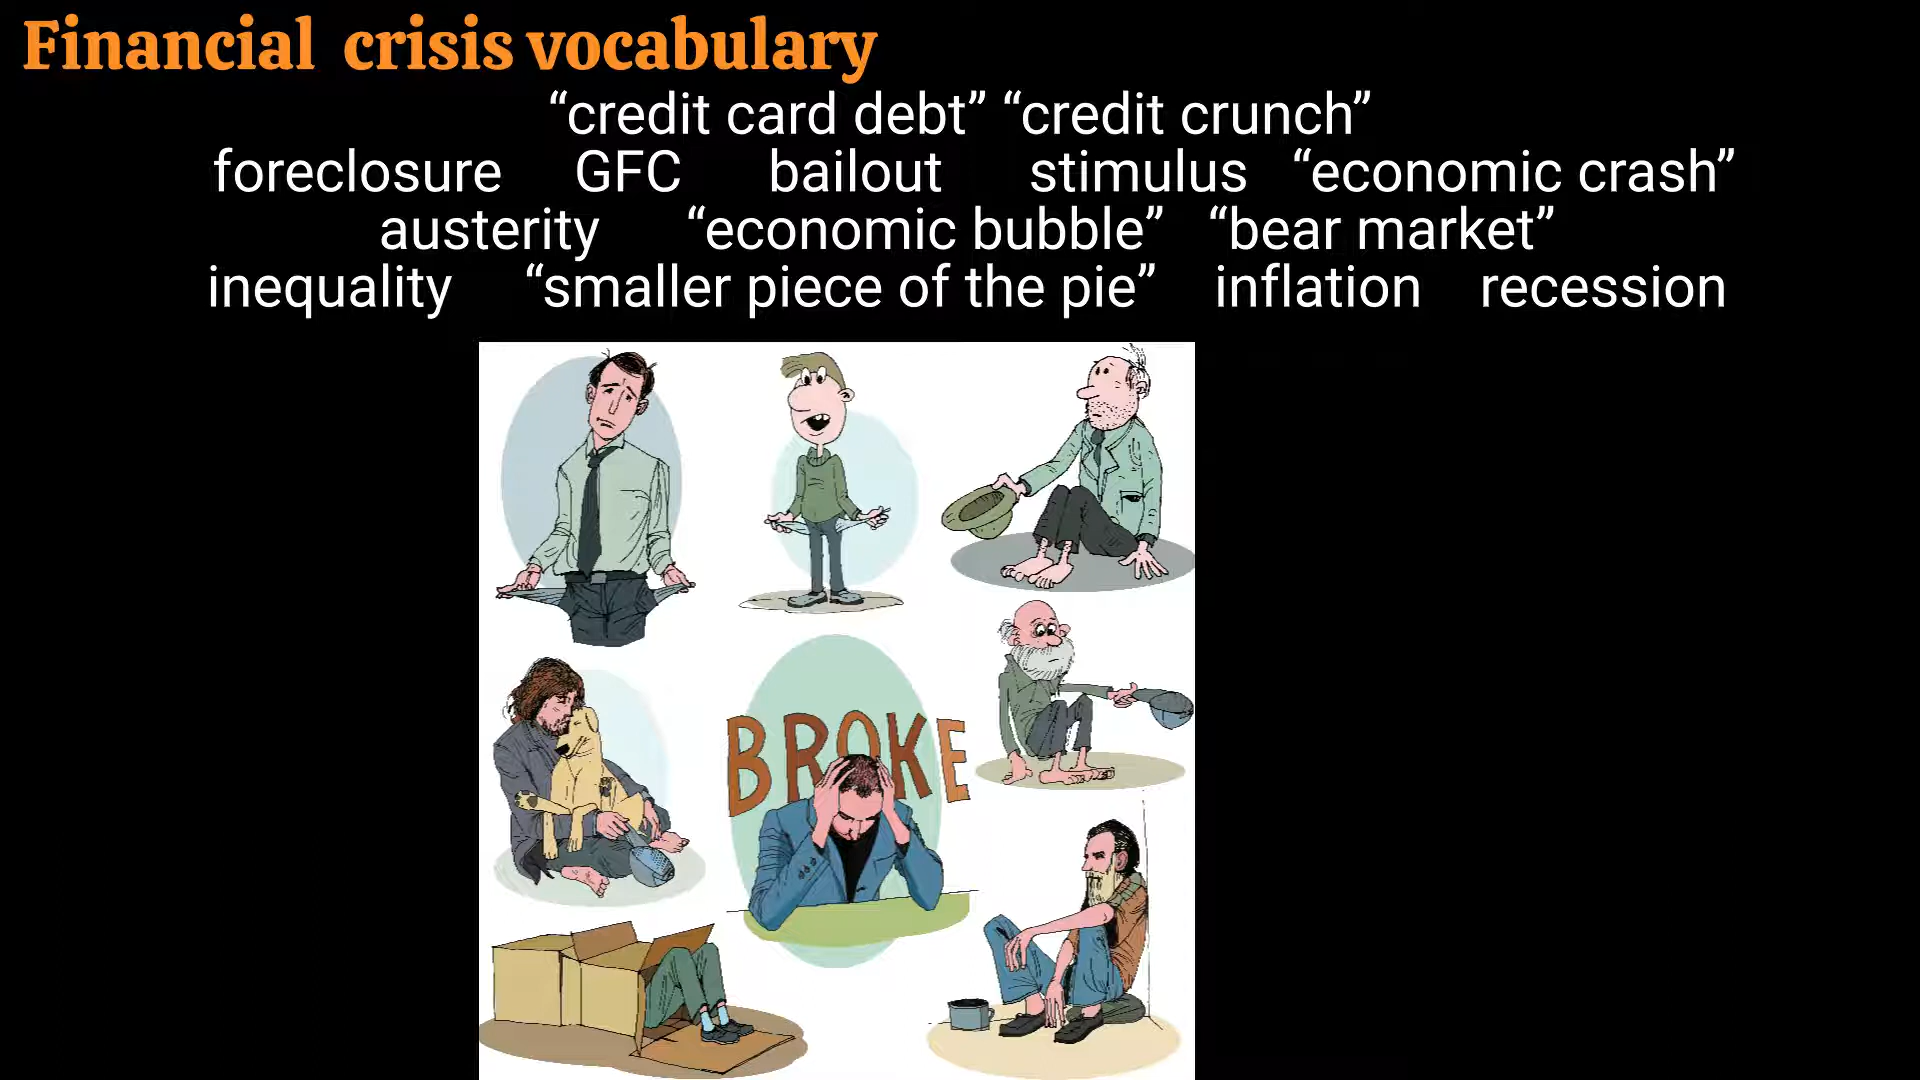 Financial crisis vocabulary
“credit card debt” “credit crunch”
foreclosure GFC bailout stimulus “economic crash”
austerity “economic bubble” “bear market”
inequality “smaller piece of the pie” inflation recession
BROKE